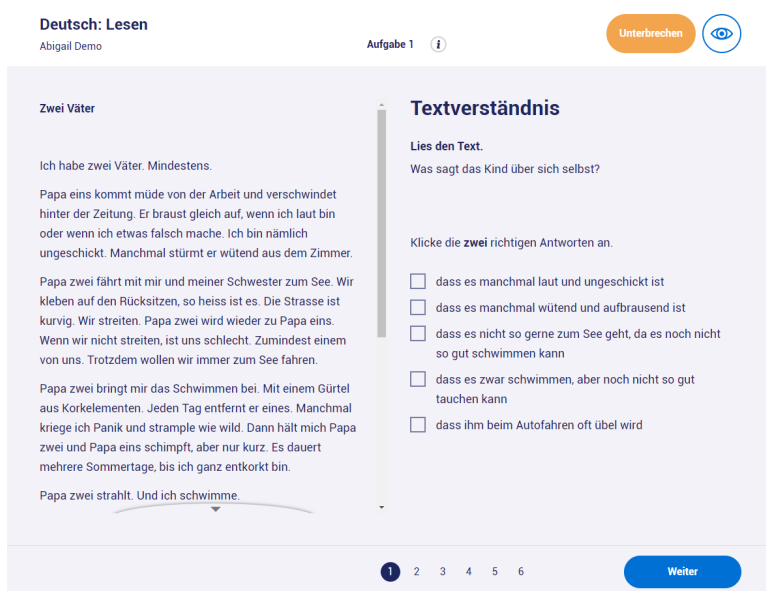 Deutsch: Lesen
Abigail Demo
Aufgabe 1
i
Unterbrechen
Zwei Väter
Ich habe zwei Väter. Mindestens.
Papa eins kommt müde von der Arbeit und verschwindet
hinter der Zeitung. Er braust gleich auf, wenn ich laut bin
oder wenn ich etwas falsch mache. Ich bin nämlich
ungeschickt. Manchmal stürmt er wütend aus dem Zimmer.
Papa zwei fährt mit mir und meiner Schwester zum See. Wir
kleben auf den Rücksitzen, so heiss ist es. Die Strasse ist
kurvig. Wir streiten. Papa zwei wird wieder zu Papa eins.
Wenn wir nicht streiten, ist uns schlecht. Zumindest einem
von uns. Trotzdem wollen wir immer zum See fahren.
Papa zwei bringt mir das Schwimmen bei. Mit einem Gürtel
aus Korkelementen. Jeden Tag entfernt er eines. Manchmal
kriege ich Panik und strample wie wild. Dann hält mich Papa
zwei und Papa eins schimpft, aber nur kurz. Es dauert
mehrere Sommertage, bis ich ganz entkorkt bin.
Papa zwei strahlt. Und ich schwimme.
Textverständnis
Lies den Text.
Was sagt das Kind über sich selbst?
Klicke die zwei richtigen Antworten an.
dass es manchmal laut und ungeschickt ist
dass es manchmal wütend und aufbrausend ist
dass es nicht so gerne zum See geht, da es noch nicht
so gut schwimmen kann
dass es zwar schwimmen, aber noch nicht so gut
tauchen kann
dass ihm beim Autofahren oft übel wird
1 2 3 4 5 6
Weiter